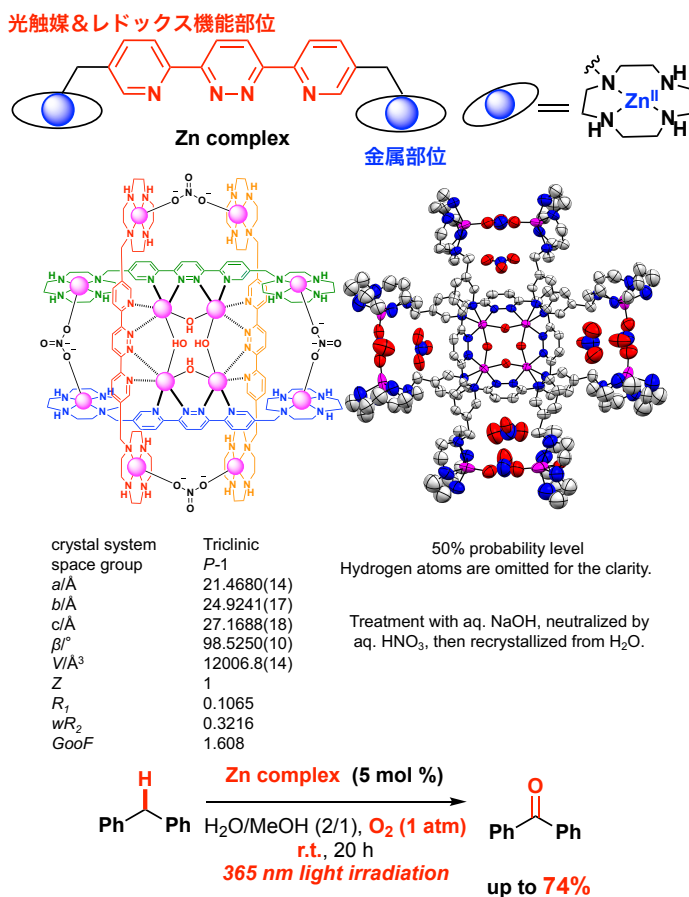 光触媒&レドックス機能部位
N N N N
Zn complex
金属部位
N H N
Zn^II
N H N H
50% probability level
Hydrogen atoms are omitted for the clarity.
Treatment with aq. NaOH, neutralized by
aq. HNO3, then recrystallized from H2O.
crystal system Triclinic
space group P-1
a/Å 21.4680(14)
b/Å 24.9241(17)
c/Å 27.1688(18)
β/° 98.5250(10)
V/Å3 12006.8(14)
Z 1
R1 0.1065
wR2 0.3216
GooF 1.608
H
Ph Ph
Zn complex (5 mol %)
H2O/MeOH (2/1), O2 (1 atm)
r.t., 20 h
365 nm light irradiation
O
Ph Ph
up to 74%